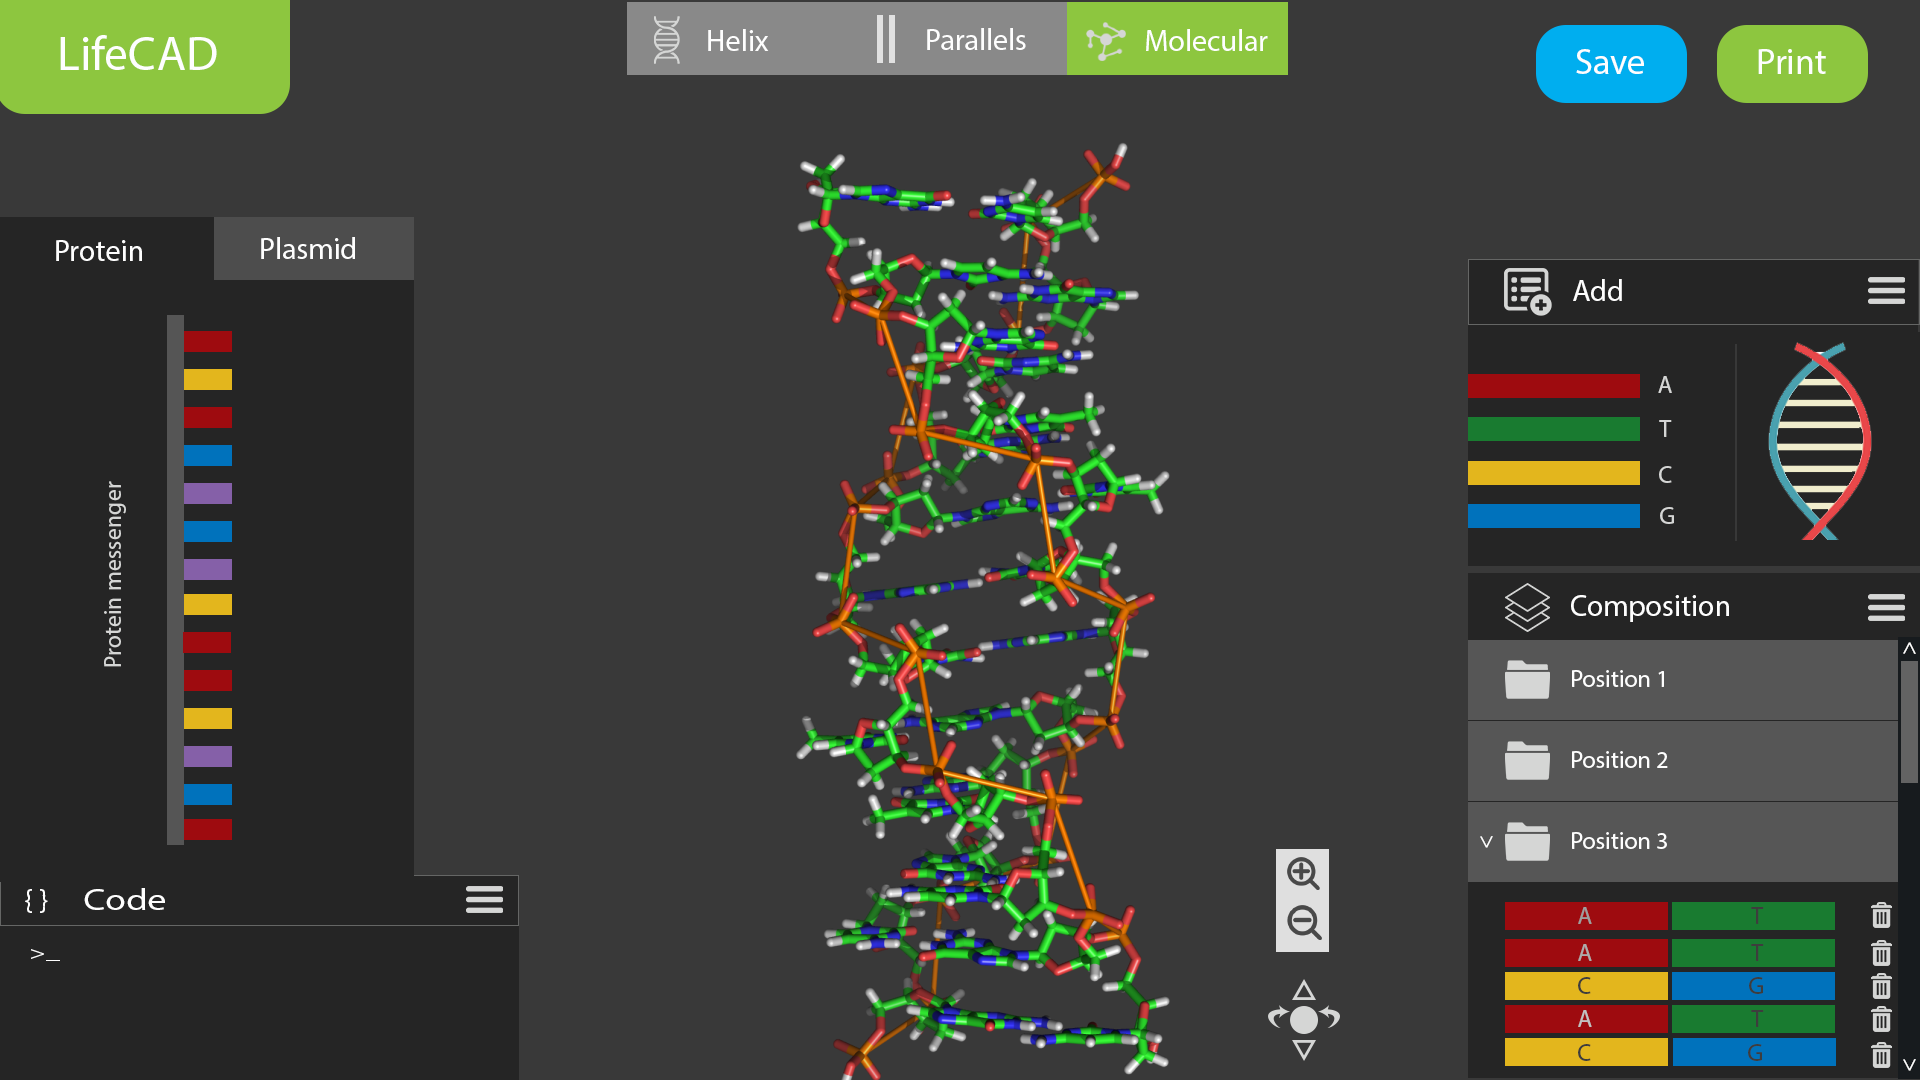 LifeCAD
Helix
Parallels
Molecular
Save
Print
Protein
Plasmid
Protein messenger
{ } Code
>_
Add
A
T
C
G
Composition
Position 1
Position 2
Position 3
A T
A T
C G
A T
C G